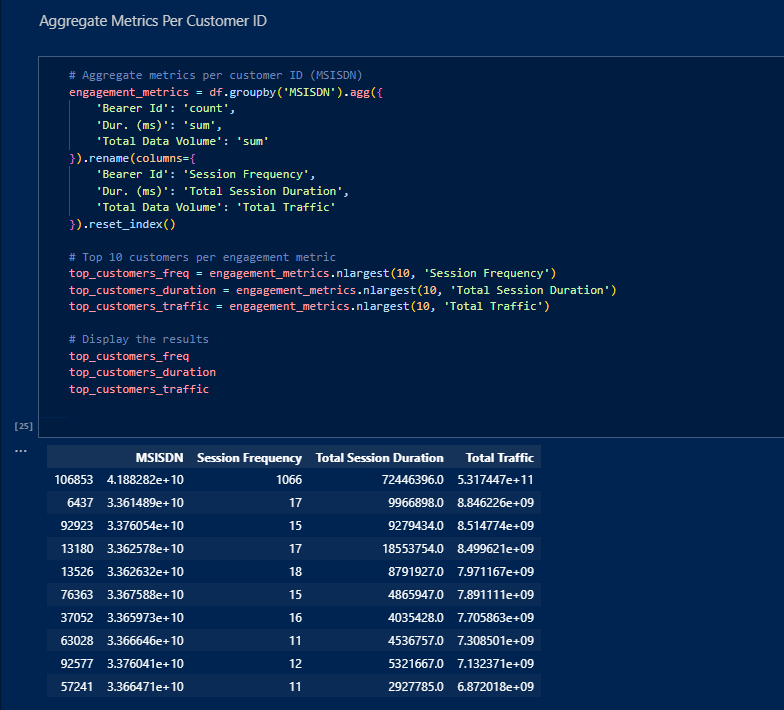 Aggregate Metrics Per Customer ID
# Aggregate metrics per customer ID (MSISDN)
engagement_metrics = df.groupby('MSISDN').agg({
    'Bearer Id': 'count',
    'Dur. (ms)': 'sum',
    'Total Data Volume': 'sum'
}).rename(columns={
    'Bearer Id': 'Session Frequency',
    'Dur. (ms)': 'Total Session Duration',
    'Total Data Volume': 'Total Traffic'
}).reset_index()
# Top 10 customers per engagement metric
top_customers_freq = engagement_metrics.nlargest(10, 'Session Frequency')
top_customers_duration = engagement_metrics.nlargest(10, 'Total Session Duration')
top_customers_traffic = engagement_metrics.nlargest(10, 'Total Traffic')
# Display the results
top_customers_freq
top_customers_duration
top_customers_traffic
[25]
...
MSISDN Session Frequency Total Session Duration Total Traffic
106853 4.188282e+10 1066 72446396.0 5.317447e+11
6437 3.361489e+10 17 9966898.0 8.846226e+09
92923 3.376054e+10 15 9279434.0 8.514774e+09
13180 3.362578e+10 17 18553754.0 8.499621e+09
13526 3.362632e+10 18 8791927.0 7.971167e+09
76363 3.367588e+10 15 4865947.0 7.891111e+09
37052 3.365973e+10 16 4035428.0 7.705863e+09
63028 3.366646e+10 11 4536757.0 7.308501e+09
92577 3.376041e+10 12 5321667.0 7.132371e+09
57241 3.366471e+10 11 2927785.0 6.872018e+09